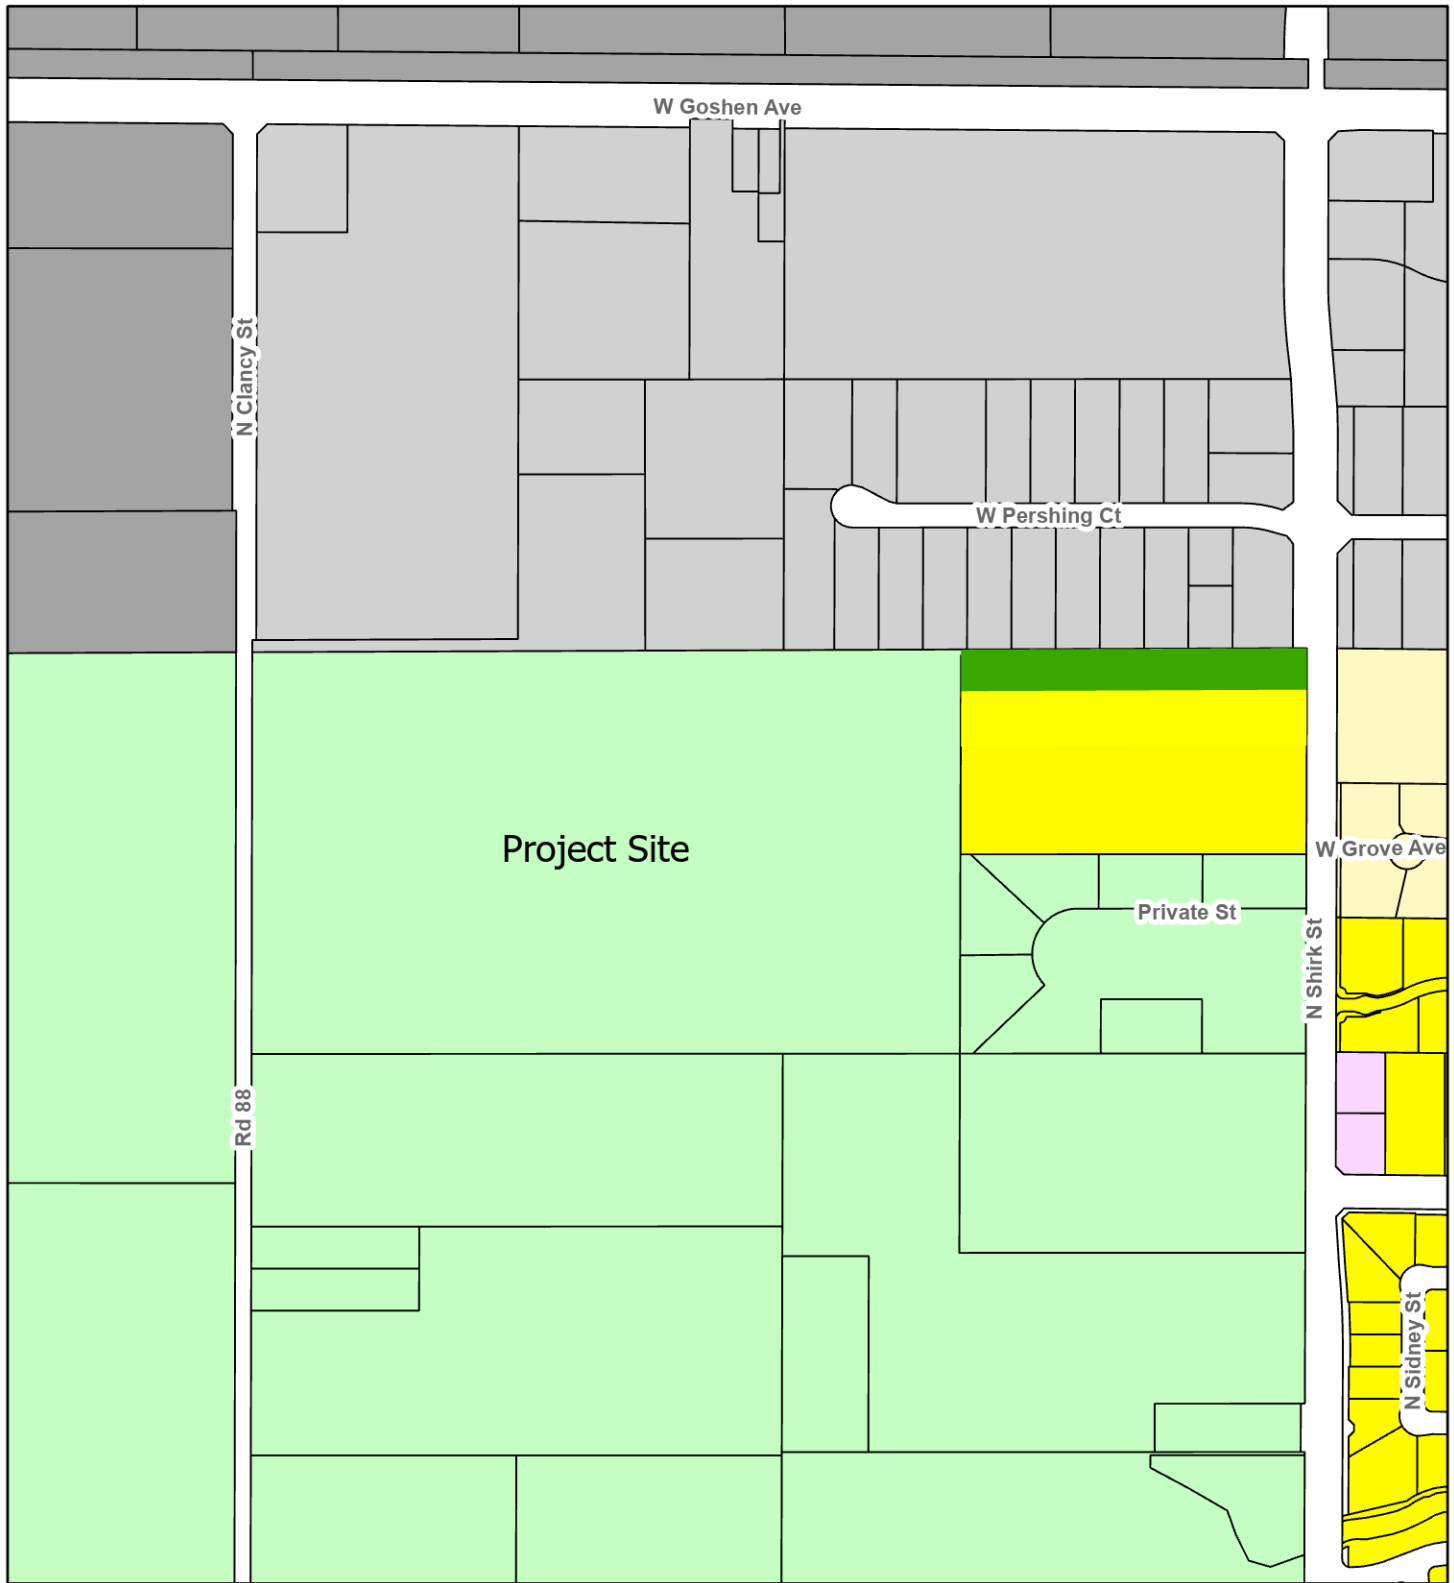 W Goshen Ave
N Clancy St
W Pershing Ct
Project Site
W Grove Ave
Private St
N Shirk St
Rd 88
N Sidney St